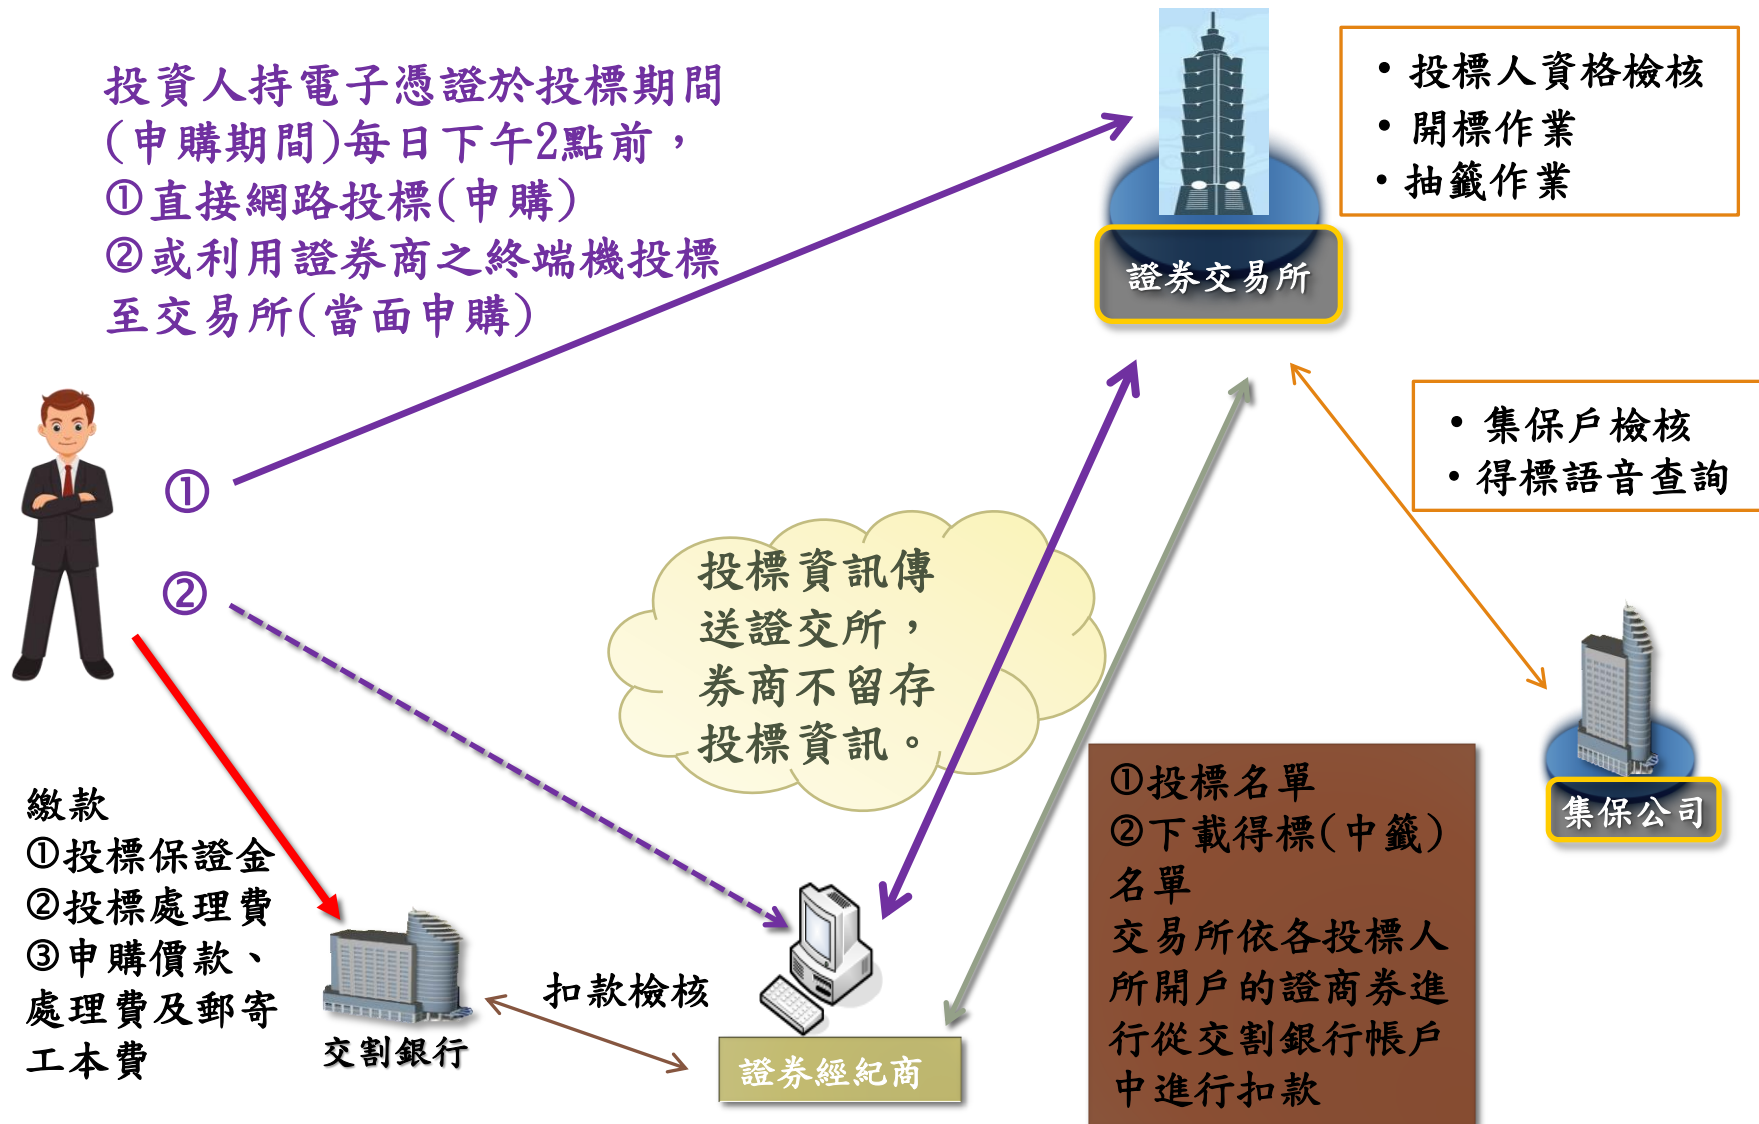 投資人持電子憑證於投標期間
(申購期間)每日下午2點前，
①直接網路投標(申購)
②或利用證券商之終端機投標
至交易所(當面申購)
• 投標人資格檢核
• 開標作業
• 抽籤作業
證券交易所
• 集保戶檢核
• 得標語音查詢
①
②
投標資訊傳
送證交所，
券商不留存
投標資訊。
集保公司
①投標名單
②下載得標(中籤)
名單
交易所依各投標人
所開戶的證商券進
行從交割銀行帳戶
中進行扣款
繳款
①投標保證金
②投標處理費
③申購價款、
處理費及郵寄
工本費
交割銀行
扣款檢核
證券經紀商